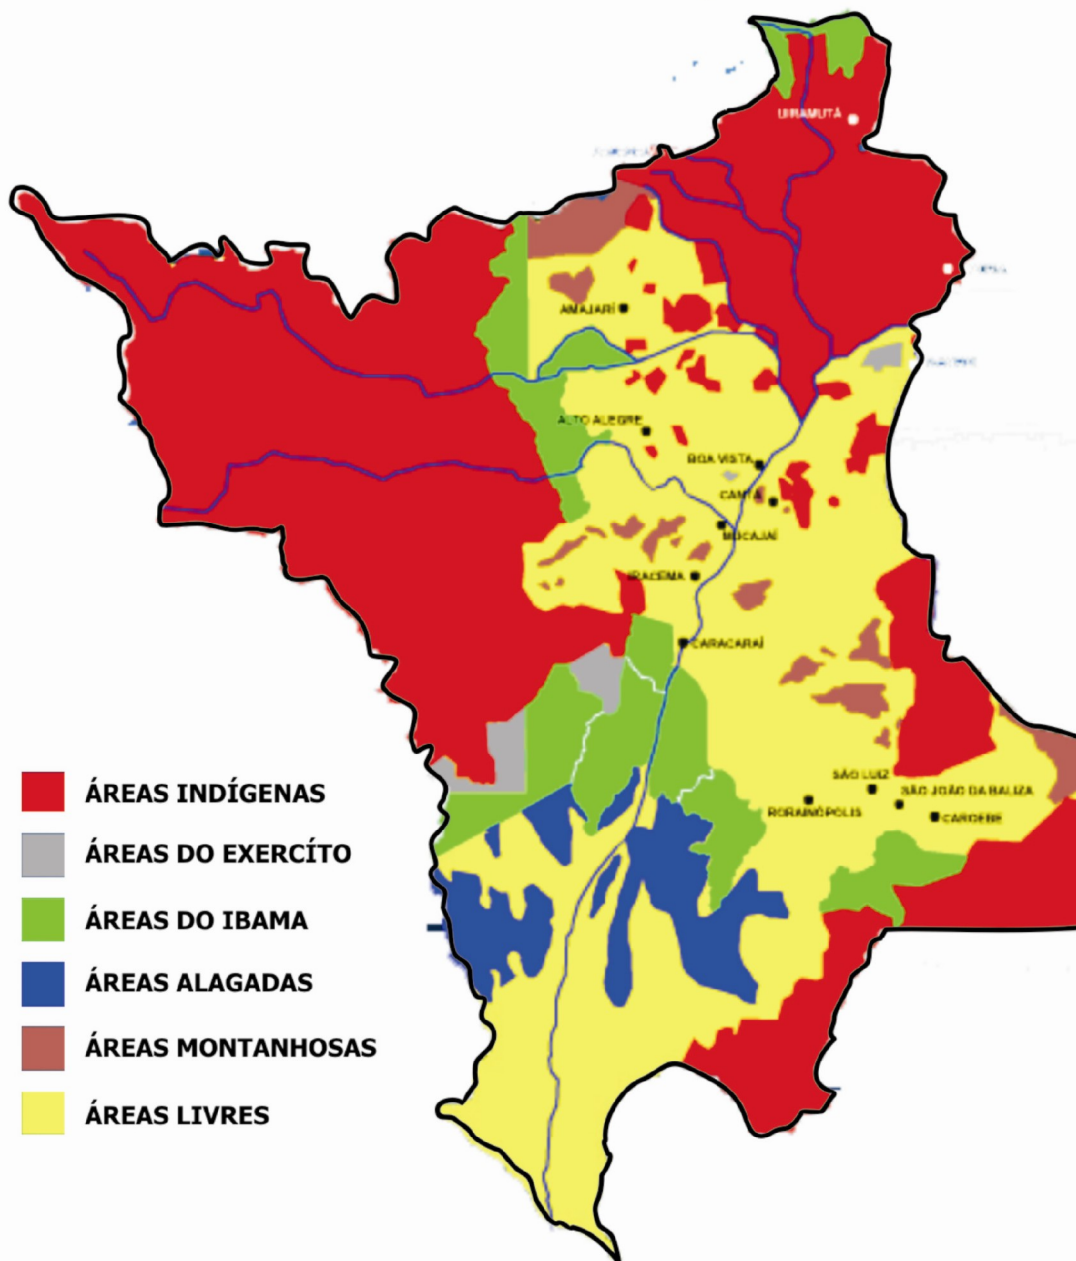 UIRAMUTÃ
AMAJARÍ
ALTO ALEGRE
BOA VISTA
CANTÁ
MUCAJAÍ
IRACEMA
CARACARAÍ
SÃO LUIZ
SÃO JOÃO DA BALIZA
RORAINÓPOLIS
CAROEBE
ÁREAS INDÍGENAS
ÁREAS DO EXERCÍTO
ÁREAS DO IBAMA
ÁREAS ALAGADAS
ÁREAS MONTANHOSAS
ÁREAS LIVRES